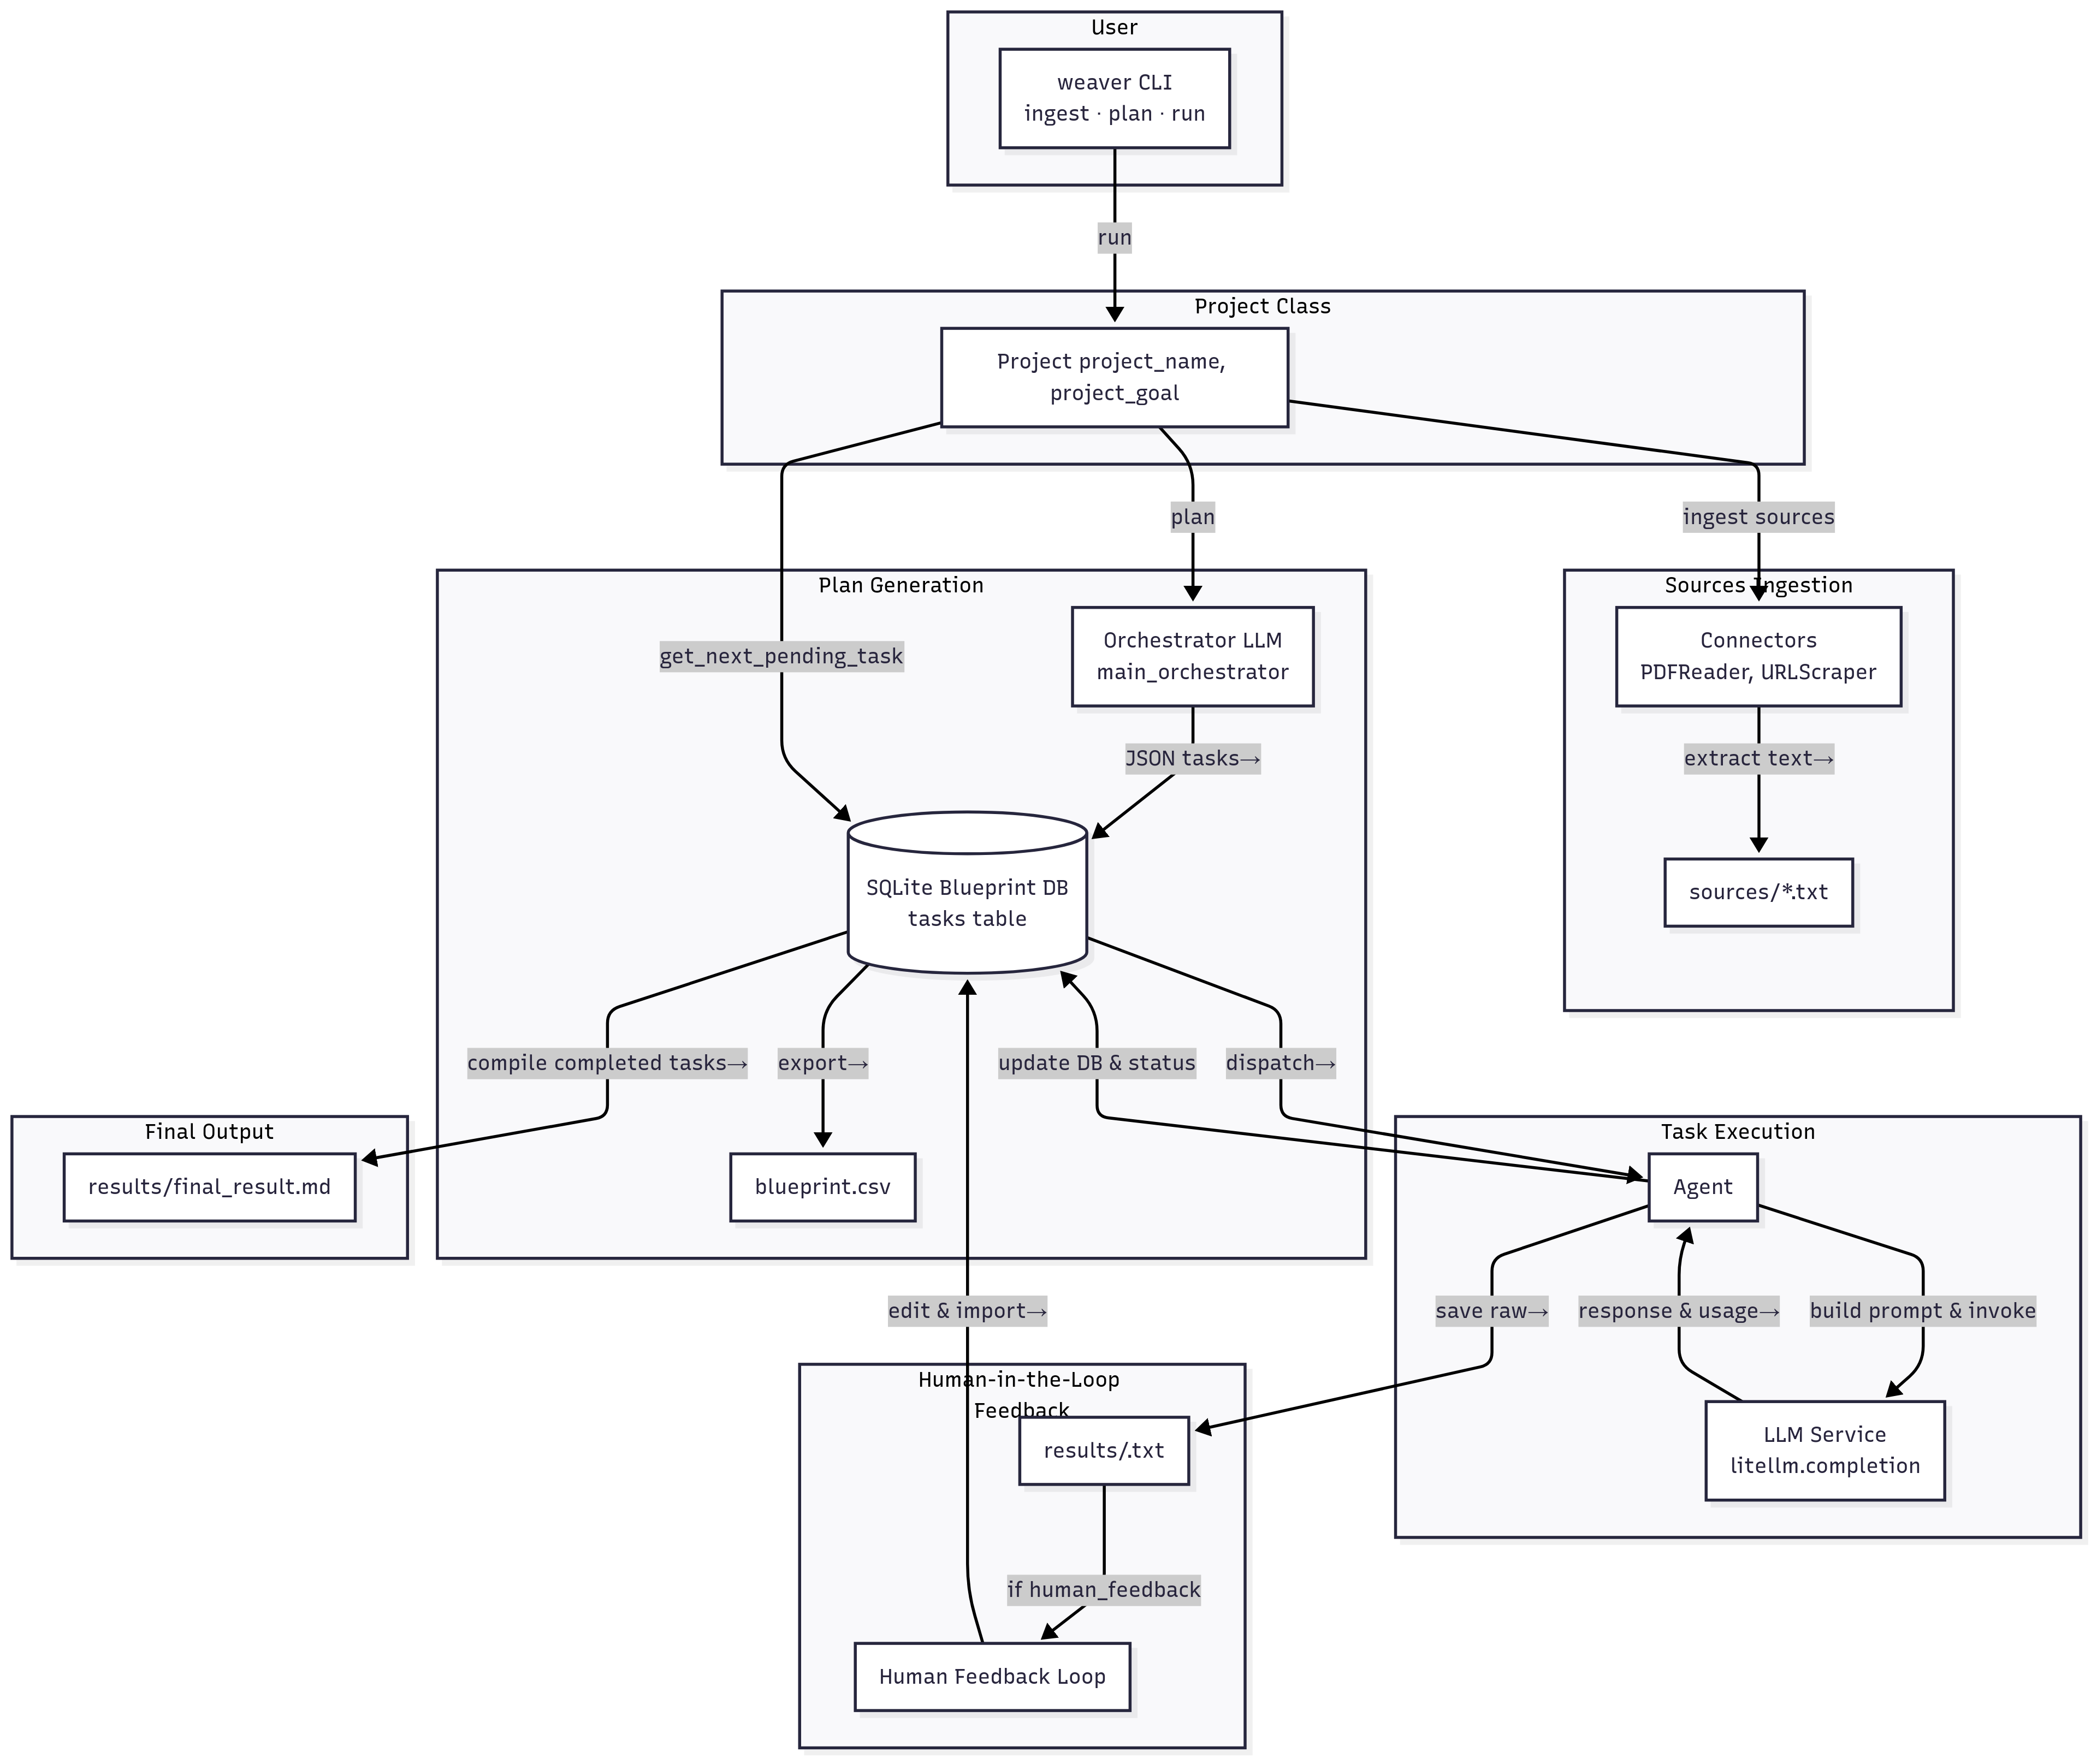 User
weaver CLI
ingest · plan · run
run
Project Class
Project project_name,
project_goal
plan
ingest sources
Plan Generation
Sources Ingestion
get_next_pending_task
Orchestrator LLM
main_orchestrator
Connectors
PDFReader, URLScraper
JSON tasks→
extract text→
SQLite Blueprint DB
tasks table
sources/*.txt
compile completed tasks→
export→
update DB & status
dispatch→
Final Output
results/final_result.md
blueprint.csv
Task Execution
Agent
edit & import→
save raw→
response & usage→
build prompt & invoke
Human-in-the-Loop
Feedback
results/.txt
LLM Service
litellm.completion
if human_feedback
Human Feedback Loop